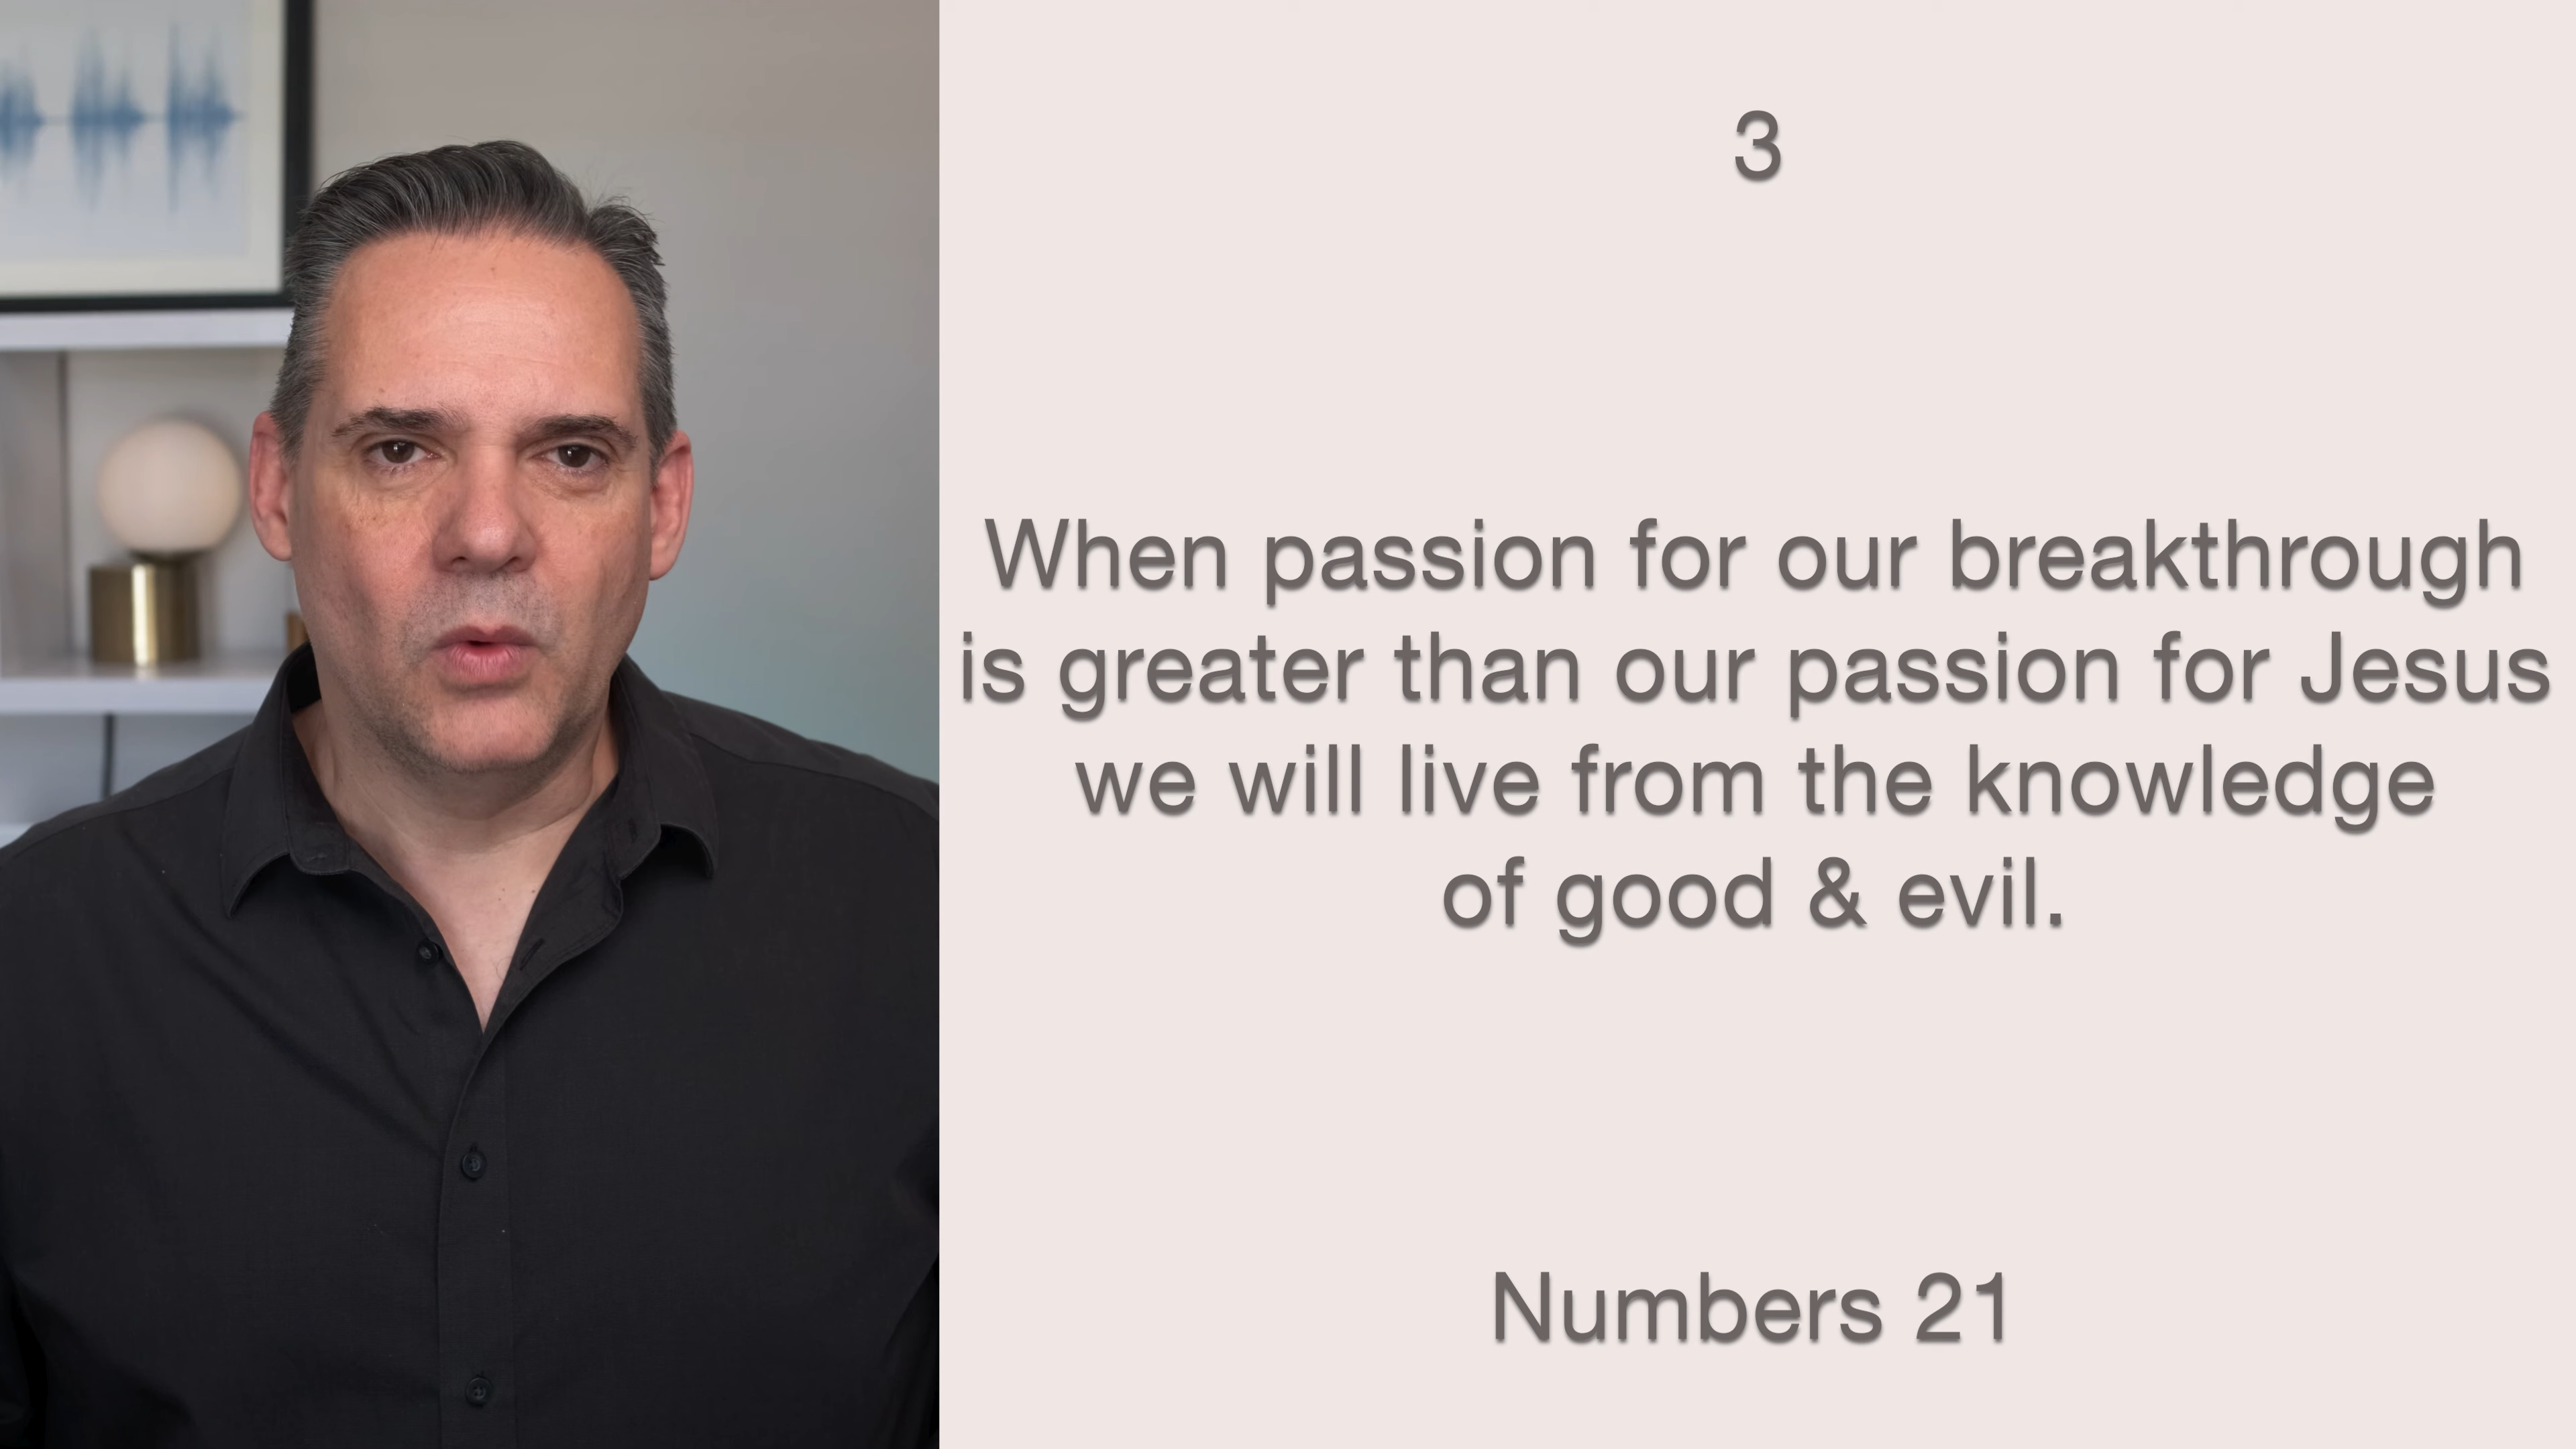 3
When passion for our breakthrough
is greater than our passion for Jesus
we will live from the knowledge
of good & evil.
Numbers 21